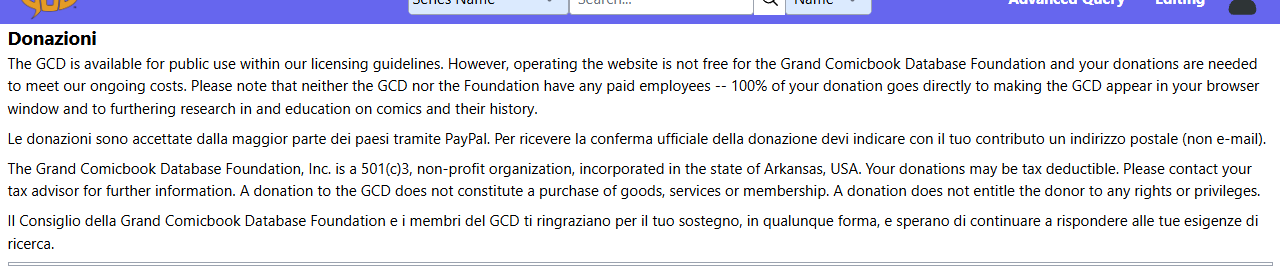 Series Name Search... Name Advanced Query Editing
Donazioni
The GCD is available for public use within our licensing guidelines. However, operating the website is not free for the Grand Comicbook Database Foundation and your donations are needed
to meet our ongoing costs. Please note that neither the GCD nor the Foundation have any paid employees -- 100% of your donation goes directly to making the GCD appear in your browser
window and to furthering research in and education on comics and their history.
Le donazioni sono accettate dalla maggior parte dei paesi tramite PayPal. Per ricevere la conferma ufficiale della donazione devi indicare con il tuo contributo un indirizzo postale (non e-mail).
The Grand Comicbook Database Foundation, Inc. is a 501(c)3, non-profit organization, incorporated in the state of Arkansas, USA. Your donations may be tax deductible. Please contact your
tax advisor for further information. A donation to the GCD does not constitute a purchase of goods, services or membership. A donation does not entitle the donor to any rights or privileges.
Il Consiglio della Grand Comicbook Database Foundation e i membri del GCD ti ringraziano per il tuo sostegno, in qualunque forma, e sperano di continuare a rispondere alle tue esigenze di
ricerca.